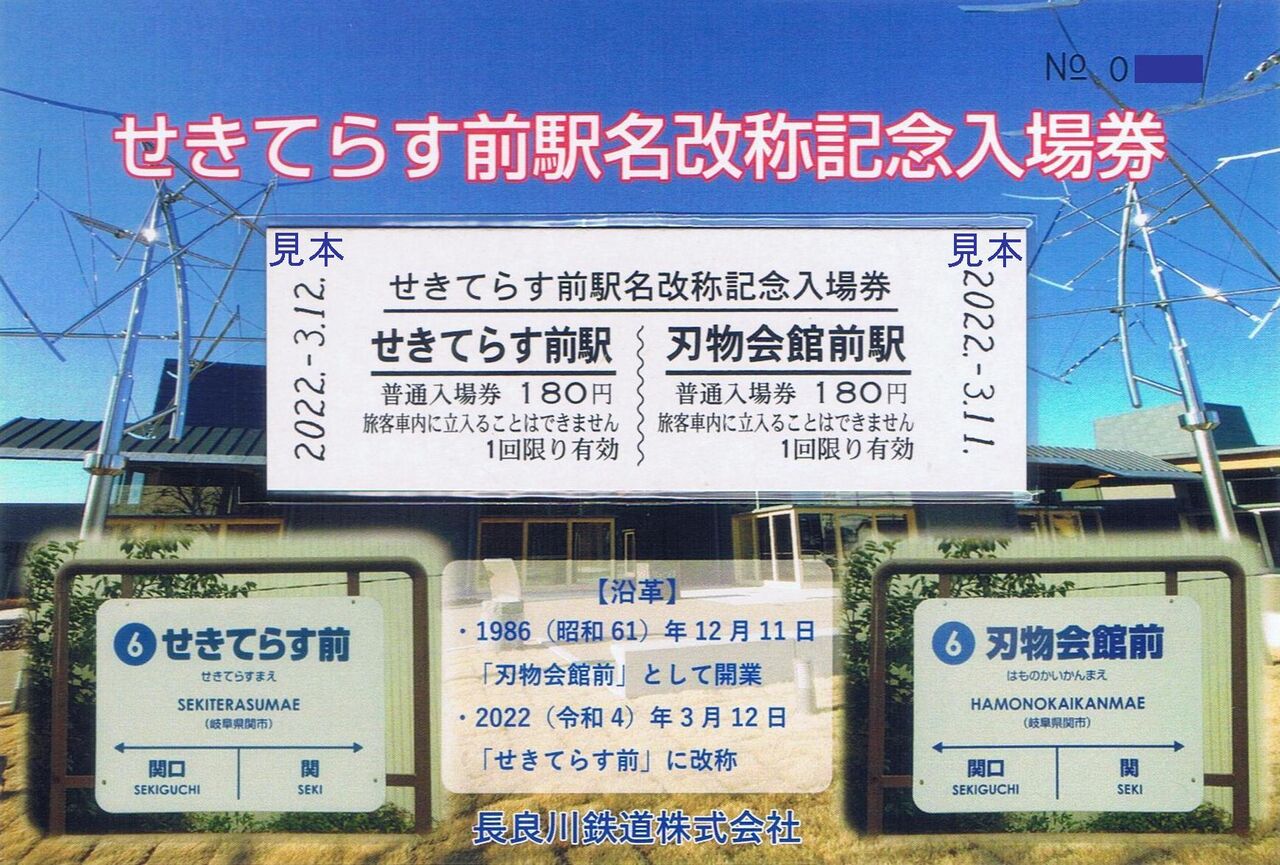 № 0
せきてらす前駅名改称記念入場券
見本
見本
2022.-3.12.
せきてらす前駅名改称記念入場券
せきてらす前駅
普通入場券 180円
旅客車内に立入ることはできません
1回限り有効
刃物会館前駅
普通入場券 180円
旅客車内に立入ることはできません
1回限り有効
2022.-3.11.
6 せきてらす前
せきてらすまえ
SEKITERASUMAE
(岐阜県関市)
関口 関
SEKIGUCHI SEKI
【沿革】
・1986(昭和61)年12月11日
「刃物会館前」として開業
・2022(令和4)年3月12日
「せきてらす前」に改称
6 刃物会館前
はものかいかんまえ
HAMONOKAIKANMAE
(岐阜県関市)
関口 関
SEKIGUCHI SEKI
長良川鉄道株式会社